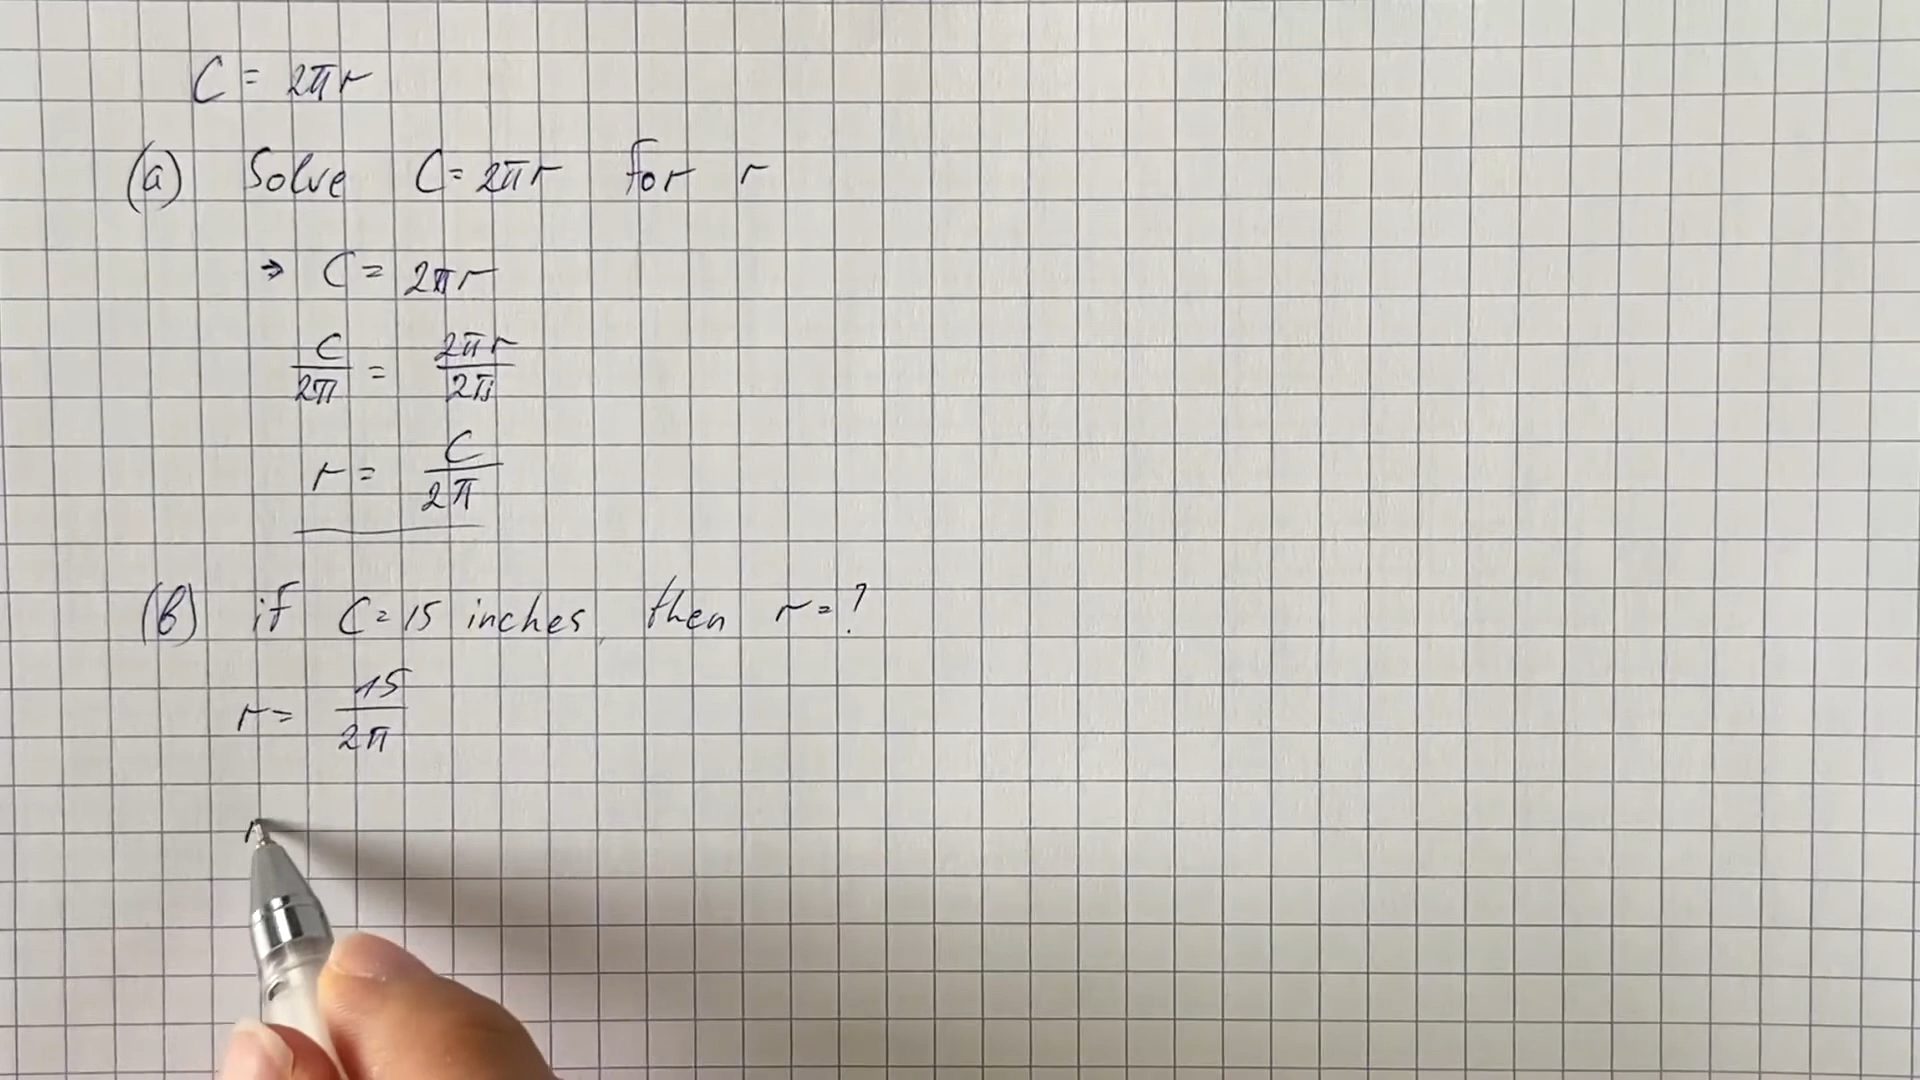 C = 2πr
(a) Solve C = 2πr for r
→ C = 2πr
C/2π = 2πr/2π
r = C/2π
(b) if C = 15 inches, then r = ?
r = 15/2π
r